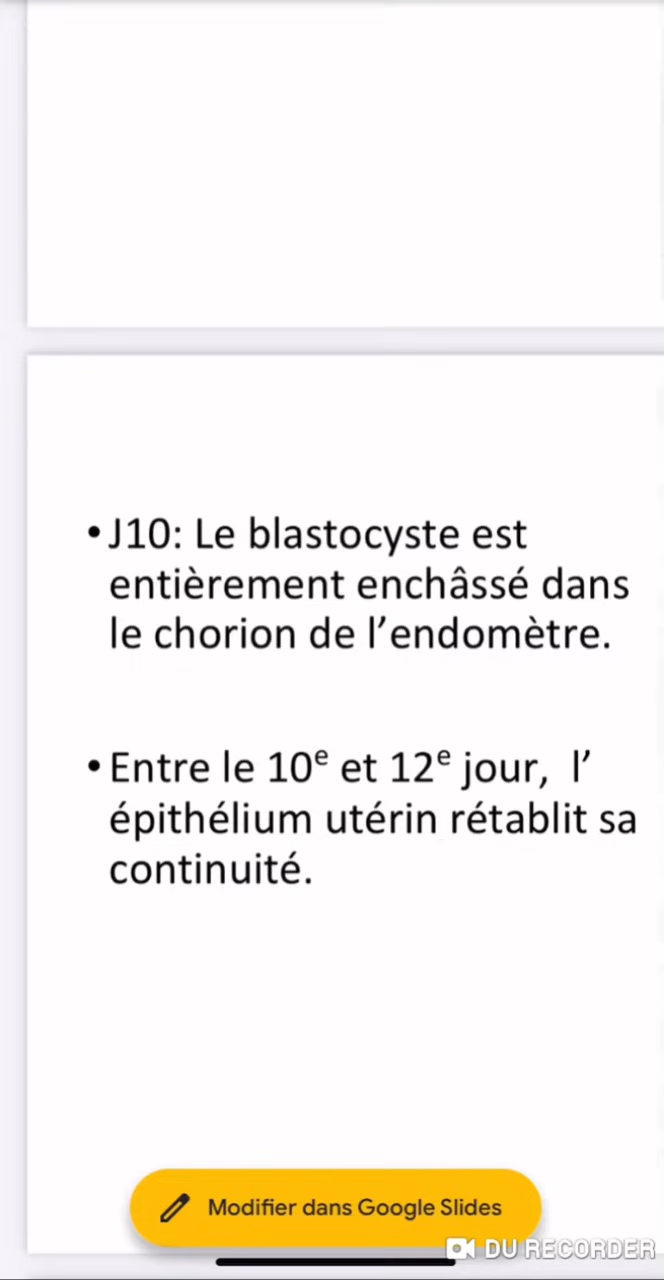 •J10: Le blastocyste est
entièrement enchâssé dans
le chorion de l’endomètre.
•Entre le 10e et 12e jour, l’
épithélium utérin rétablit sa
continuité.
Modifier dans Google Slides
DU RECORDER